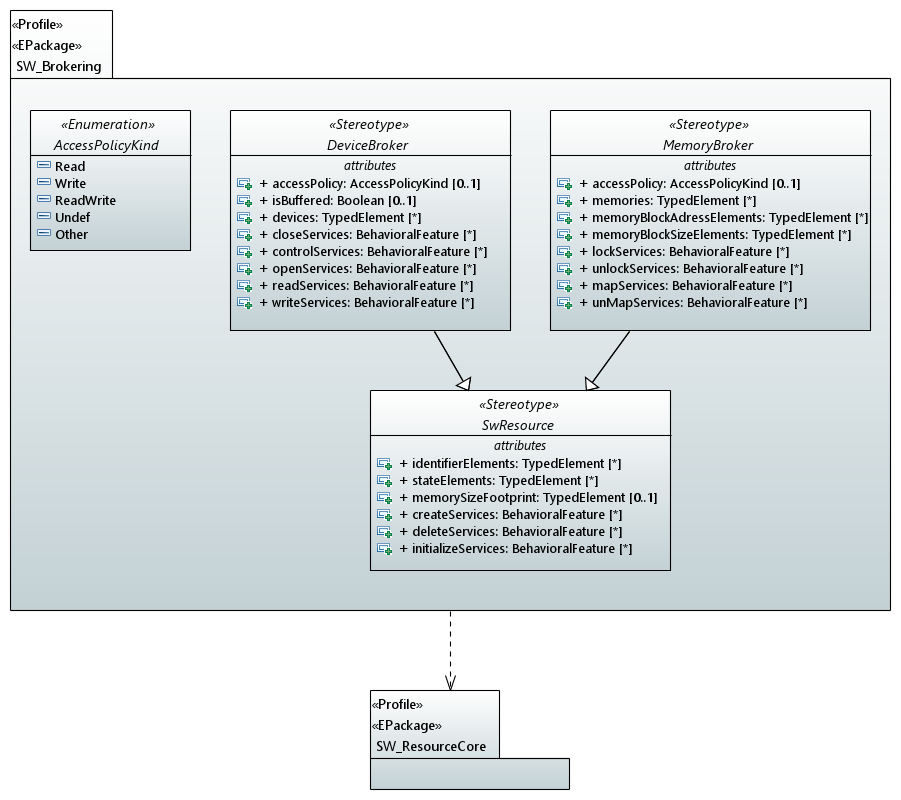 «Profile»
«EPackage»
SW_Brokering
«Enumeration»
AccessPolicyKind
Read
Write
ReadWrite
Undef
Other
«Stereotype»
DeviceBroker
attributes
+ accessPolicy: AccessPolicyKind [0..1]
+ isBuffered: Boolean [0..1]
+ devices: TypedElement [*]
+ closeServices: BehavioralFeature [*]
+ controlServices: BehavioralFeature [*]
+ openServices: BehavioralFeature [*]
+ readServices: BehavioralFeature [*]
+ writeServices: BehavioralFeature [*]
«Stereotype»
MemoryBroker
attributes
+ accessPolicy: AccessPolicyKind [0..1]
+ memories: TypedElement [*]
+ memoryBlockAdressElements: TypedElement [*]
+ memoryBlockSizeElements: TypedElement [*]
+ lockServices: BehavioralFeature [*]
+ unlockServices: BehavioralFeature [*]
+ mapServices: BehavioralFeature [*]
+ unMapServices: BehavioralFeature [*]
«Stereotype»
SwResource
attributes
+ identifierElements: TypedElement [*]
+ stateElements: TypedElement [*]
+ memorySizeFootprint: TypedElement [0..1]
+ createServices: BehavioralFeature [*]
+ deleteServices: BehavioralFeature [*]
+ initializeServices: BehavioralFeature [*]
«Profile»
«EPackage»
SW_ResourceCore